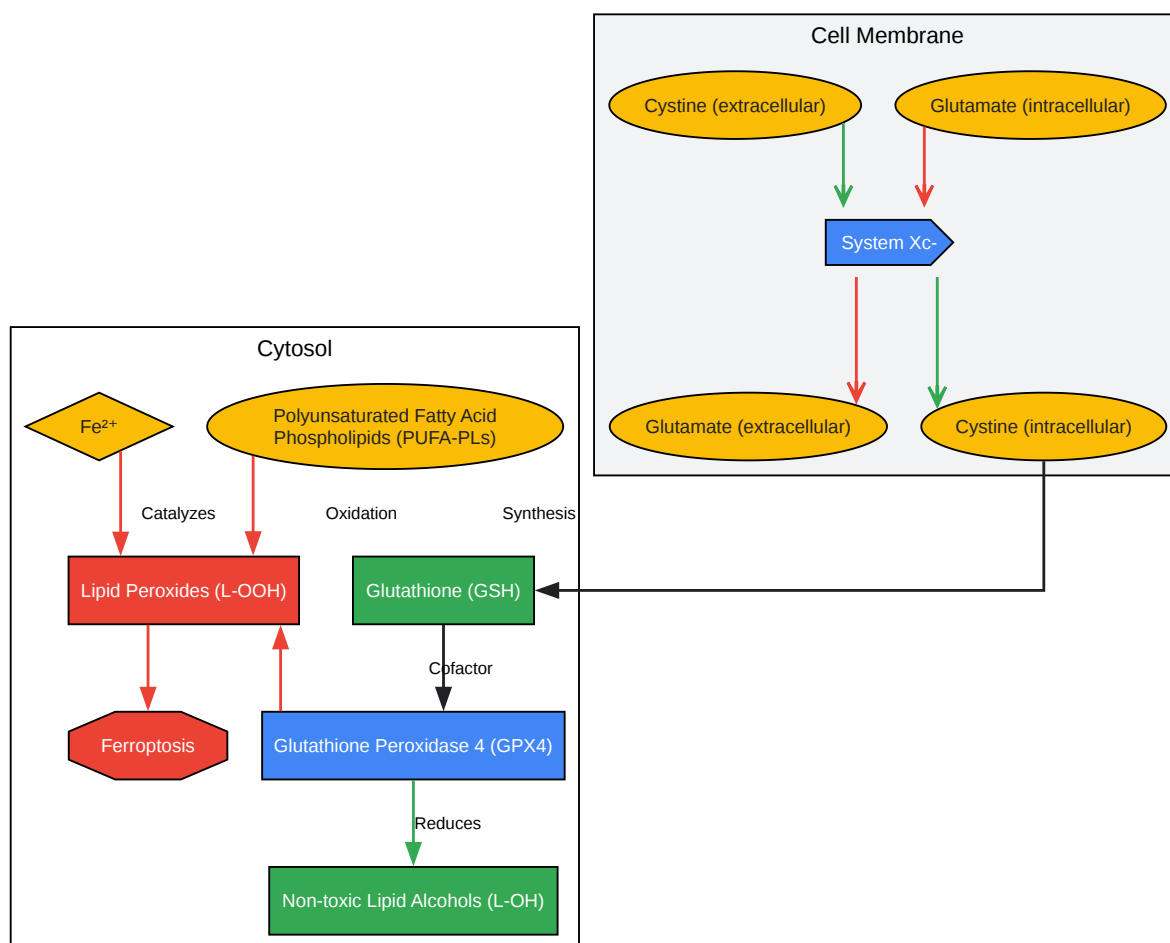 Cell Membrane
Cystine (extracellular)
Glutamate (intracellular)
System Xc-
Glutamate (extracellular)
Cystine (intracellular)
Cytosol
Fe²⁺
Polyunsaturated Fatty Acid
Phospholipids (PUFA-PLs)
Catalyzes
Oxidation
Synthesis
Lipid Peroxides (L-OOH)
Glutathione (GSH)
Cofactor
Ferroptosis
Glutathione Peroxidase 4 (GPX4)
Reduces
Non-toxic Lipid Alcohols (L-OH)